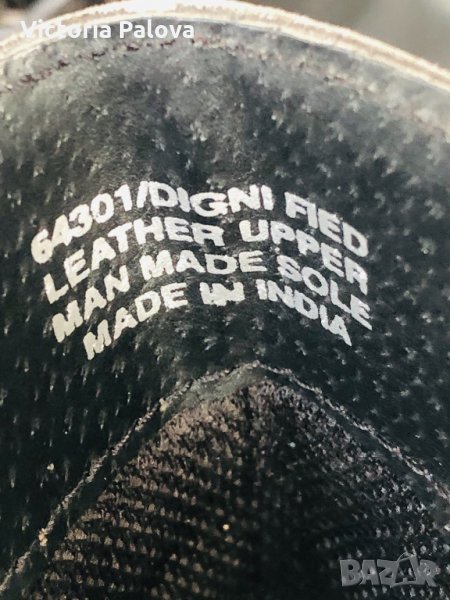 Victoria Palova
64301/DIGNI FIED
LEATHER UPPER
MAN MADE SOLE
MADE IN INDIA
BAZAR